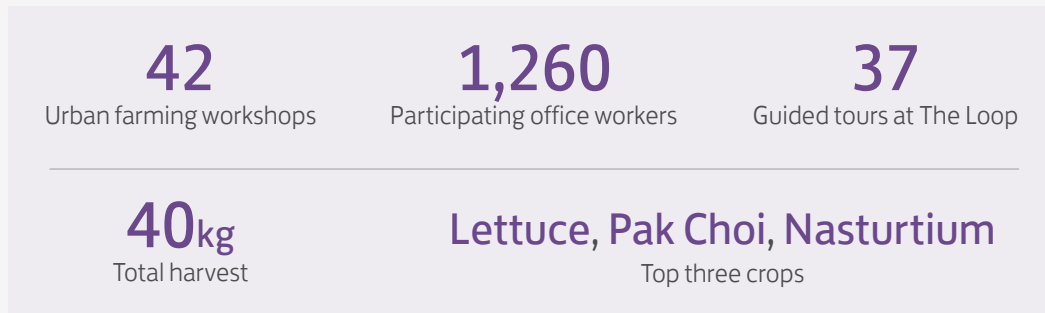 42
Urban farming workshops
1,260
Participating office workers
37
Guided tours at The Loop
40kg
Total harvest
Lettuce, Pak Choi, Nasturtium
Top three crops